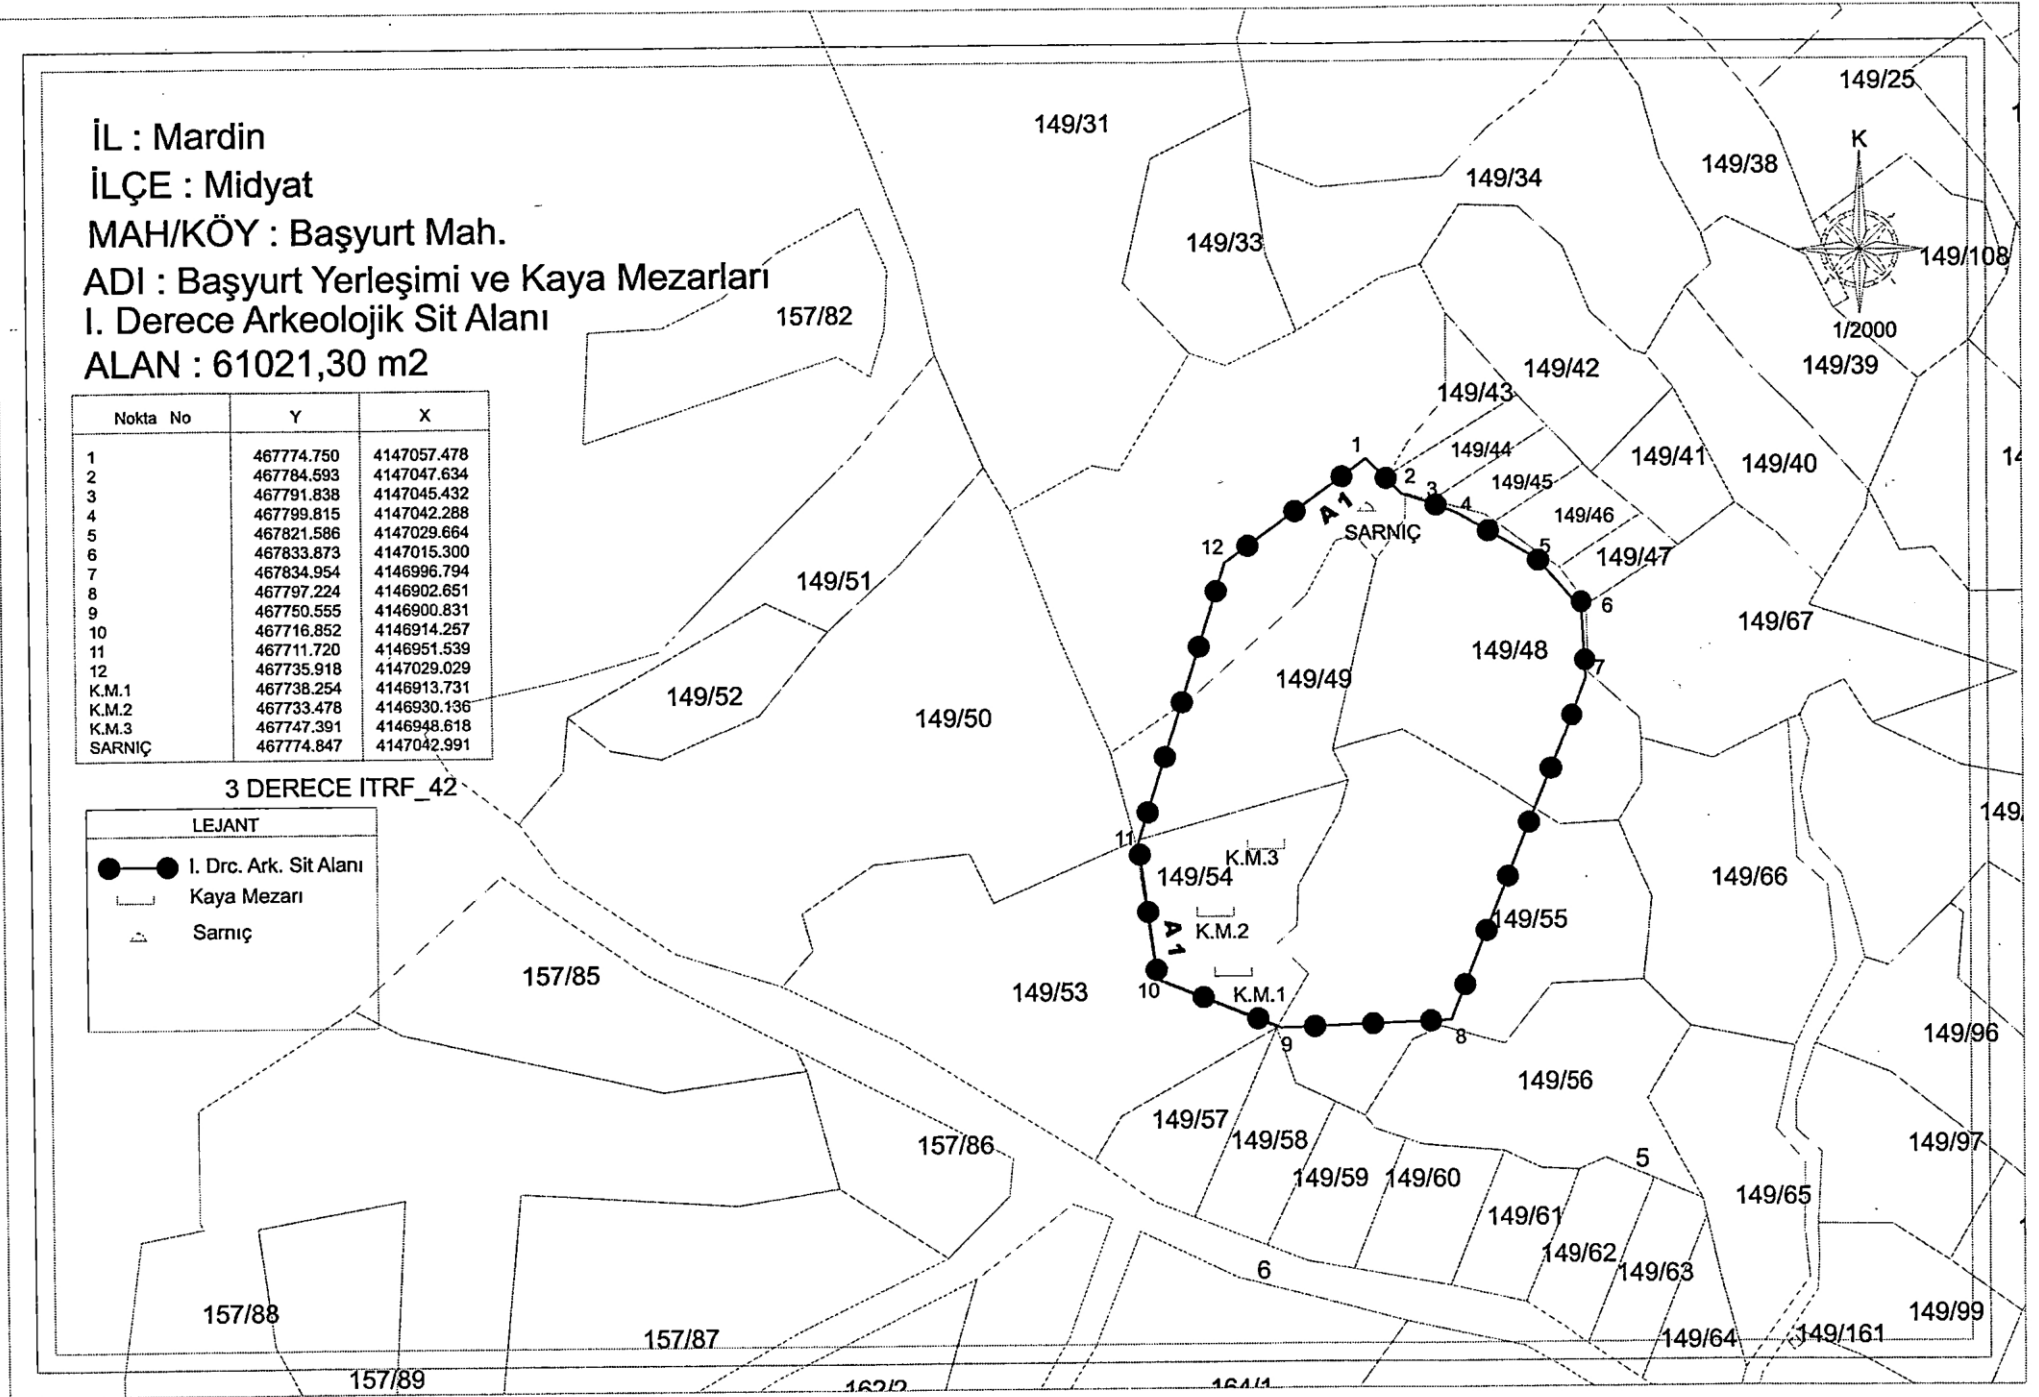 İL : Mardin
İLÇE : Midyat
MAH/KÖY : Başyurt Mah.
ADI : Başyurt Yerleşimi ve Kaya Mezarları
I. Derece Arkeolojik Sit Alanı
ALAN : 61021,30 m2
Nokta No Y X
1 467774.750 4147057.478
2 467784.593 4147047.634
3 467791.838 4147045.432
4 467799.815 4147042.288
5 467821.586 4147029.664
6 467833.873 4147015.300
7 467834.954 4146996.794
8 467797.224 4146902.651
9 467750.555 4146900.831
10 467716.852 4146914.257
11 467711.720 4146951.539
12 467735.918 4147029.029
K.M.1 467738.254 4146913.731
K.M.2 467733.478 4146930.136
K.M.3 467747.391 4146948.618
SARNIÇ 467774.847 4147042.991
3 DERECE ITRF_42
LEJANT
I. Drc. Ark. Sit Alanı
Kaya Mezarı
Sarnıç
149/25
149/31
K
149/38
149/34
149/33
149/108
157/82
1/2000
149/42
149/39
149/43
1
149/44
149/41
149/40
2
149/45
3
4
A 1
149/46
SARNIÇ
12
5
149/47
149/51
6
149/67
149/48
7
149/49
149/52
149/50
11
K.M.3
149/54
149/66
149/55
A 1
K.M.2
157/85
10
149/53
K.M.1
149/96
9
8
149/56
149/57
149/58
149/97
157/86
5
149/59
149/60
149/65
149/61
149/62
6
149/63
157/88
149/99
157/87
149/64
149/161
157/89
162/2
164/1